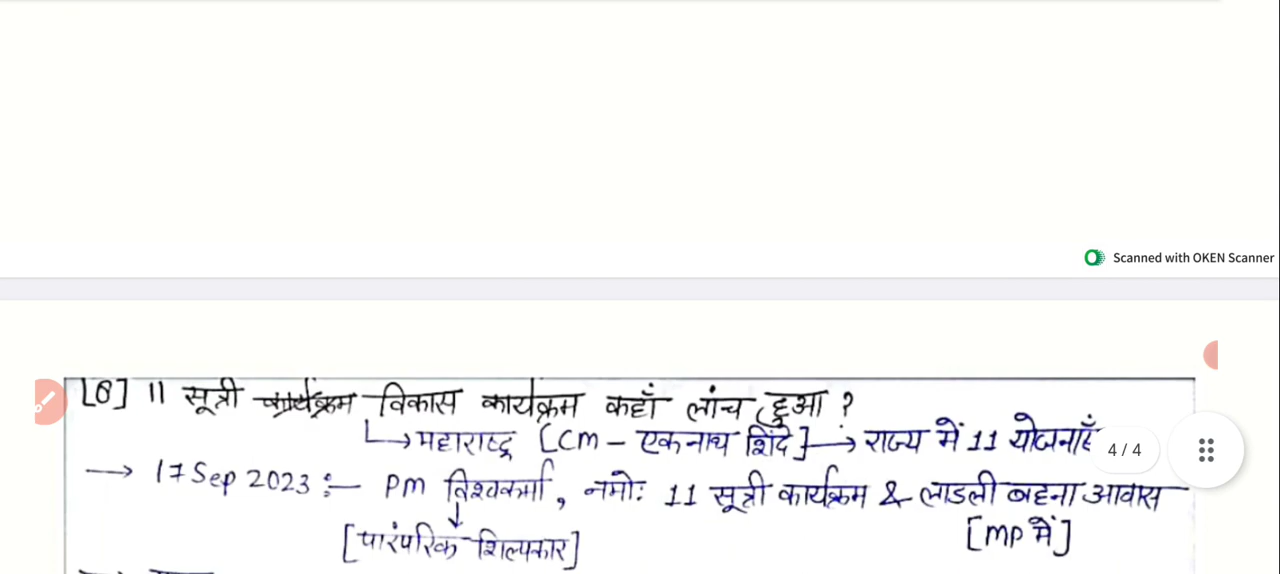 Scanned with OKEN Scanner
[6] 11 सूत्री कार्यक्रम विकास कार्यक्रम कहाँ लांच हुआ ?
↳ महाराष्ट्र [CM - एकनाथ शिंदे] → राज्य में 11 योजनाएँ
4 / 4
→ 17 Sep 2023 :- PM विश्वकर्मा, नमो: 11 सूत्री कार्यक्रम & लाडली बहना आवास
[पारंपरिक शिल्पकार] [MP में]